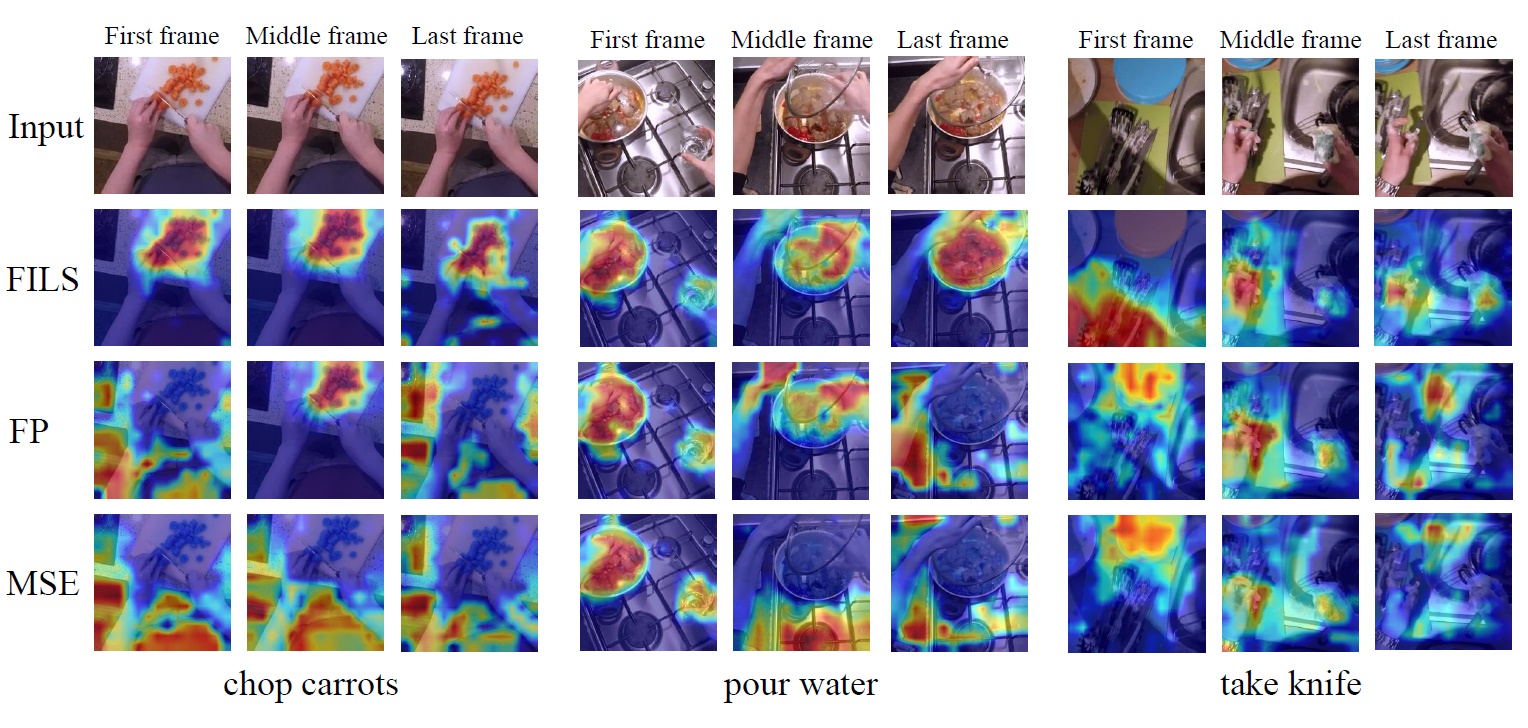 First frame Middle frame Last frame First frame Middle frame Last frame First frame Middle frame Last frame
Input
FILS
FP
MSE
chop carrots pour water take knife